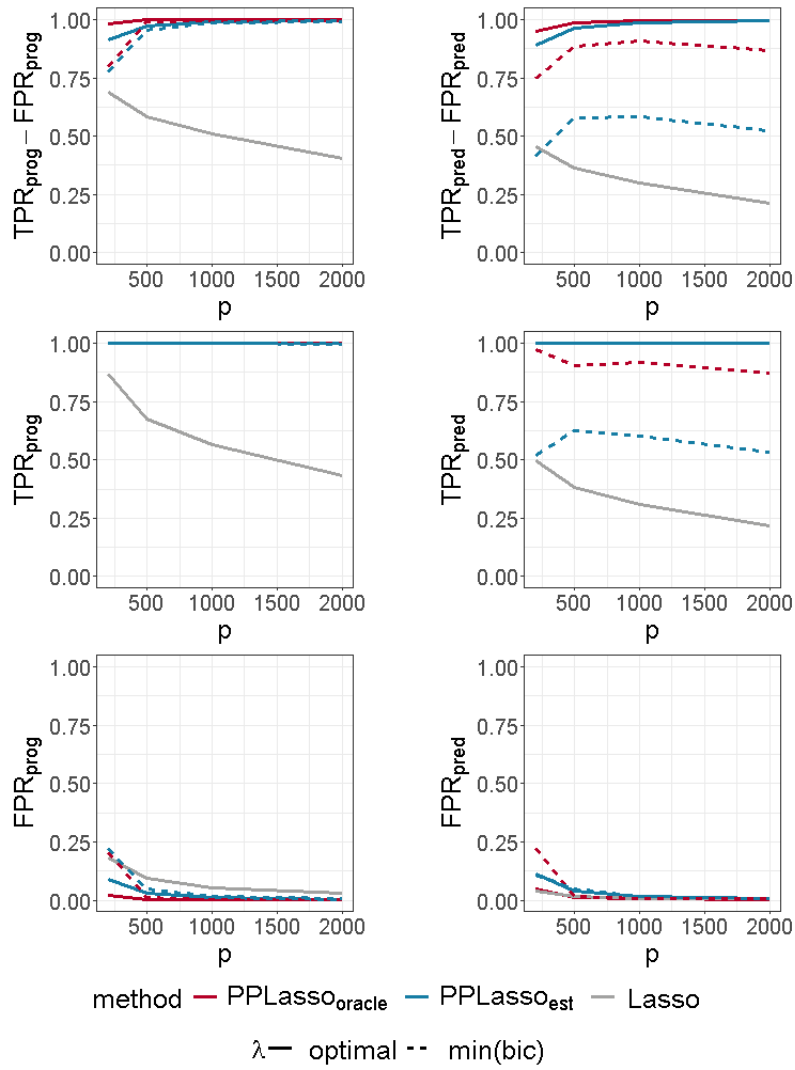 TPRprog − FPRprog
1.00
0.75
0.50
0.25
0.00
500 1000 1500 2000
p
TPRpred − FPRpred
1.00
0.75
0.50
0.25
0.00
500 1000 1500 2000
p
TPRprog
1.00
0.75
0.50
0.25
0.00
500 1000 1500 2000
p
TPRpred
1.00
0.75
0.50
0.25
0.00
500 1000 1500 2000
p
FPRprog
1.00
0.75
0.50
0.25
0.00
500 1000 1500 2000
p
FPRpred
1.00
0.75
0.50
0.25
0.00
500 1000 1500 2000
p
method PPLassooracle PPLassoest Lasso
λ optimal min(bic)